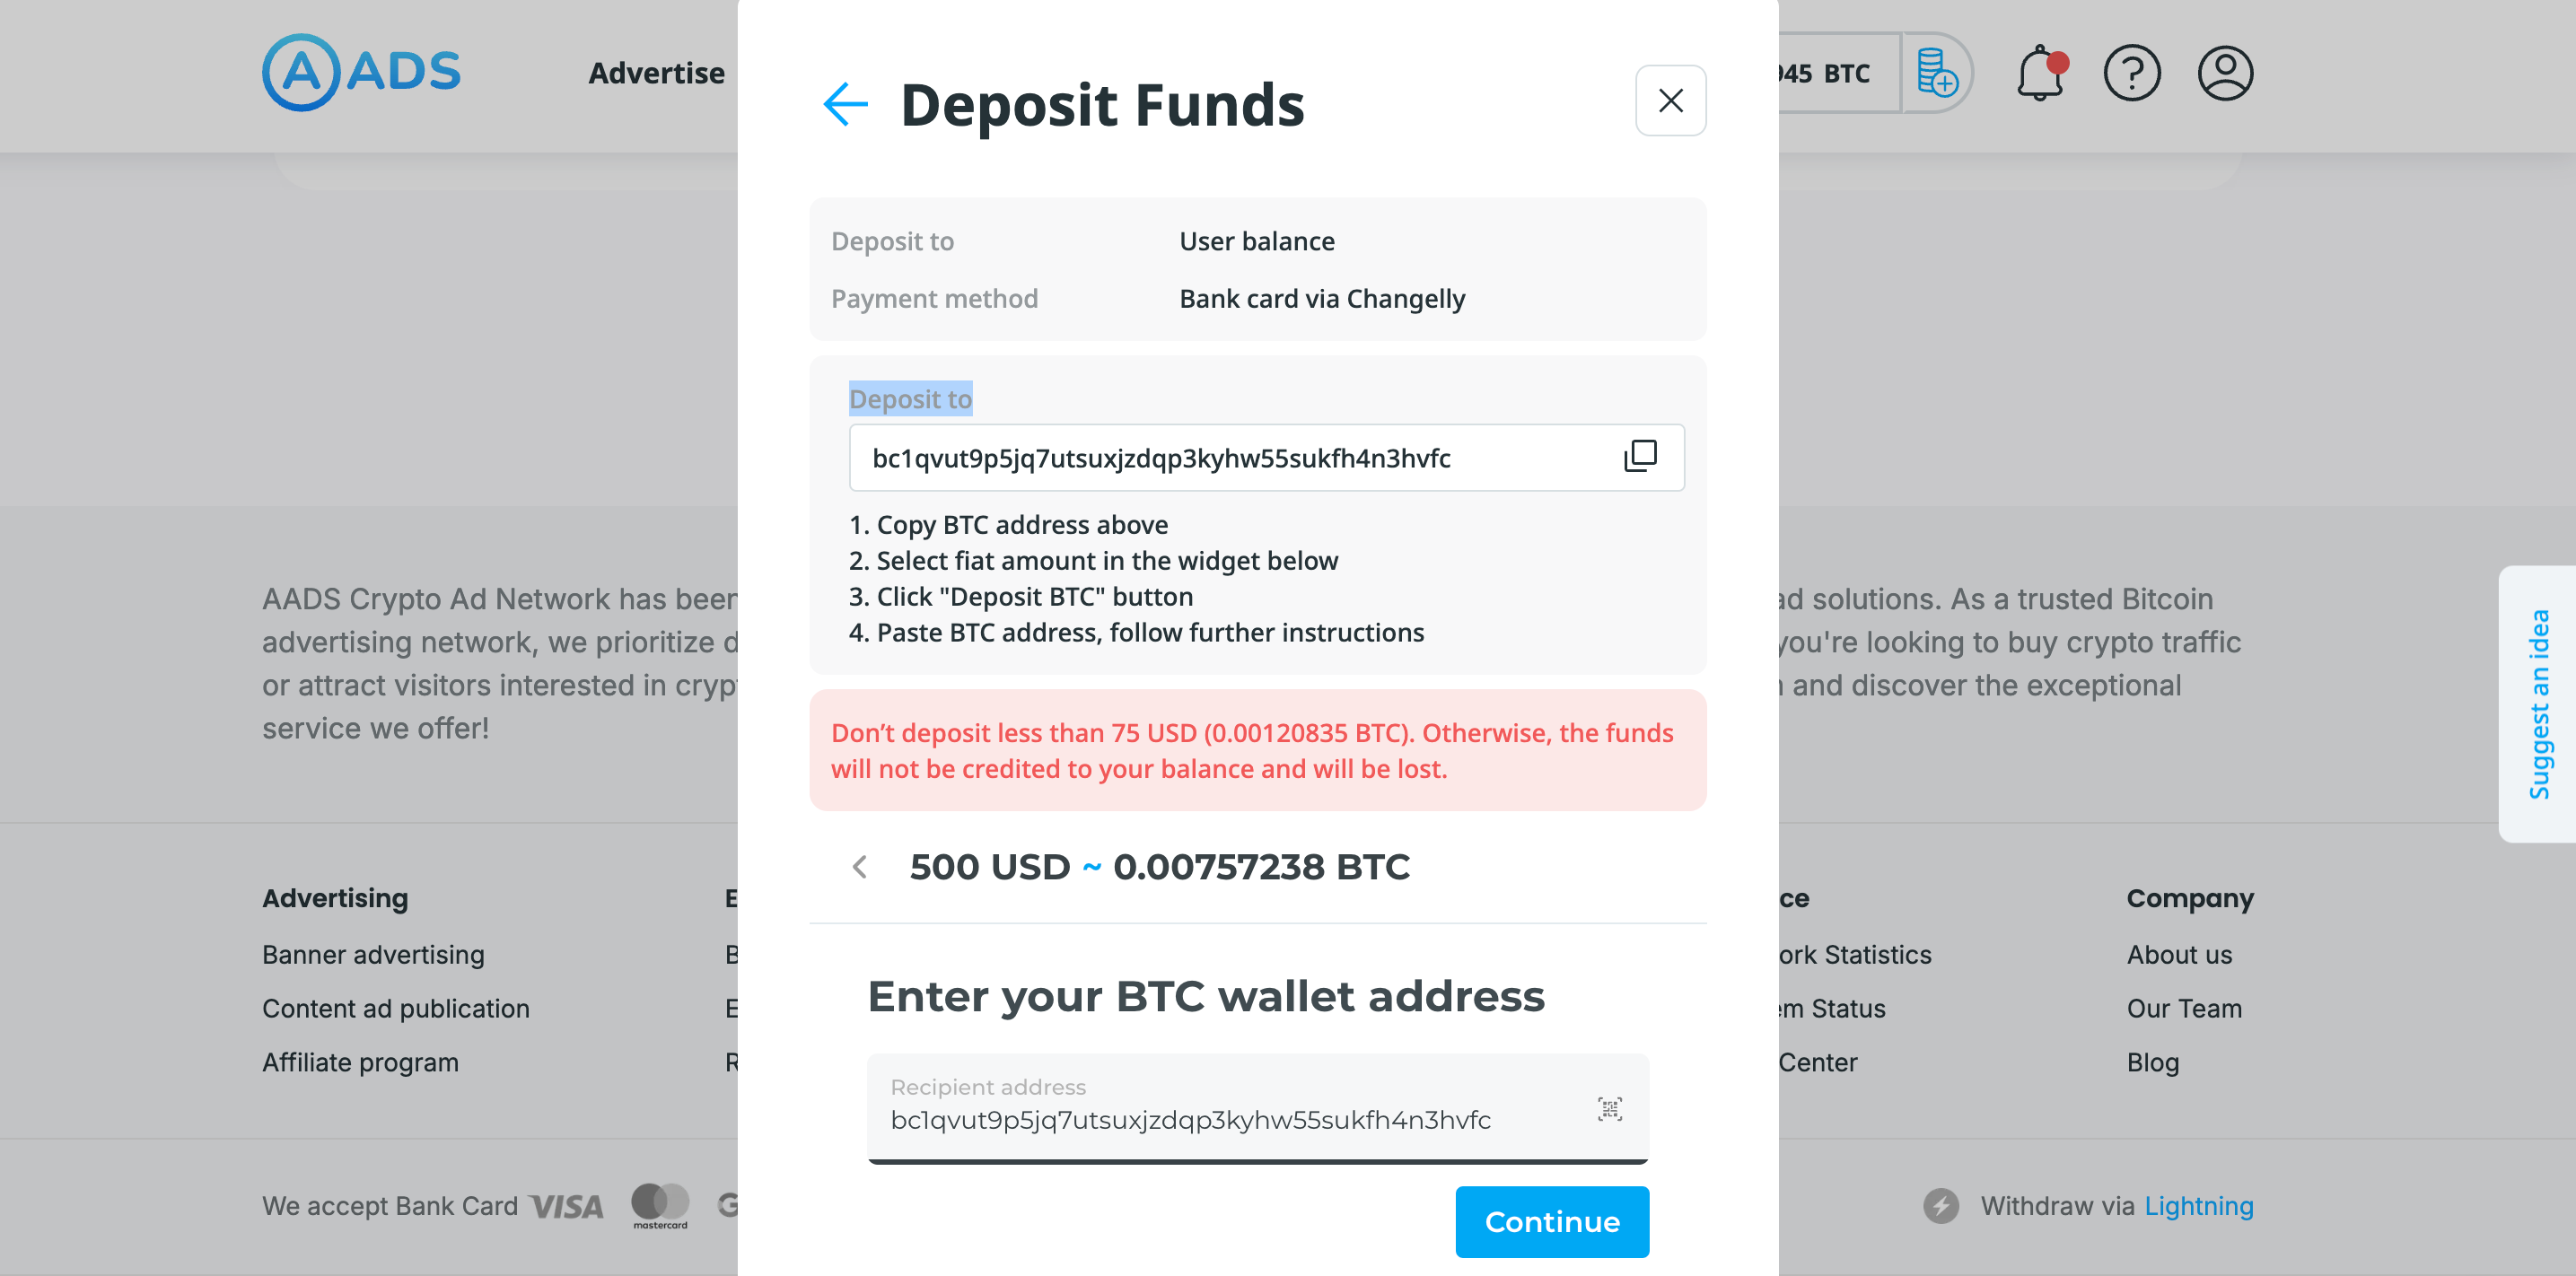 AADS
Advertise
Deposit Funds
945 BTC
Deposit to User balance
Payment method Bank card via Changelly
Deposit to
bc1qvut9p5jq7utsuxjzdqp3kyhw55sukfh4n3hvfc
1. Copy BTC address above
2. Select fiat amount in the widget below
3. Click "Deposit BTC" button
4. Paste BTC address, follow further instructions
Don’t deposit less than 75 USD (0.00120835 BTC). Otherwise, the funds
will not be credited to your balance and will be lost.
500 USD ~ 0.00757238 BTC
Enter your BTC wallet address
Recipient address
bc1qvut9p5jq7utsuxjzdqp3kyhw55sukfh4n3hvfc
Continue
AADS Crypto Ad Network has been
advertising network, we prioritize d
or attract visitors interested in cryp
service we offer!
ad solutions. As a trusted Bitcoin
you're looking to buy crypto traffic
and discover the exceptional
Suggest an idea
Advertising
Banner advertising
Content ad publication
Affiliate program
E
B
E
R
ce
ork Statistics
em Status
Center
Company
About us
Our Team
Blog
We accept Bank Card VISA mastercard G
Withdraw via Lightning